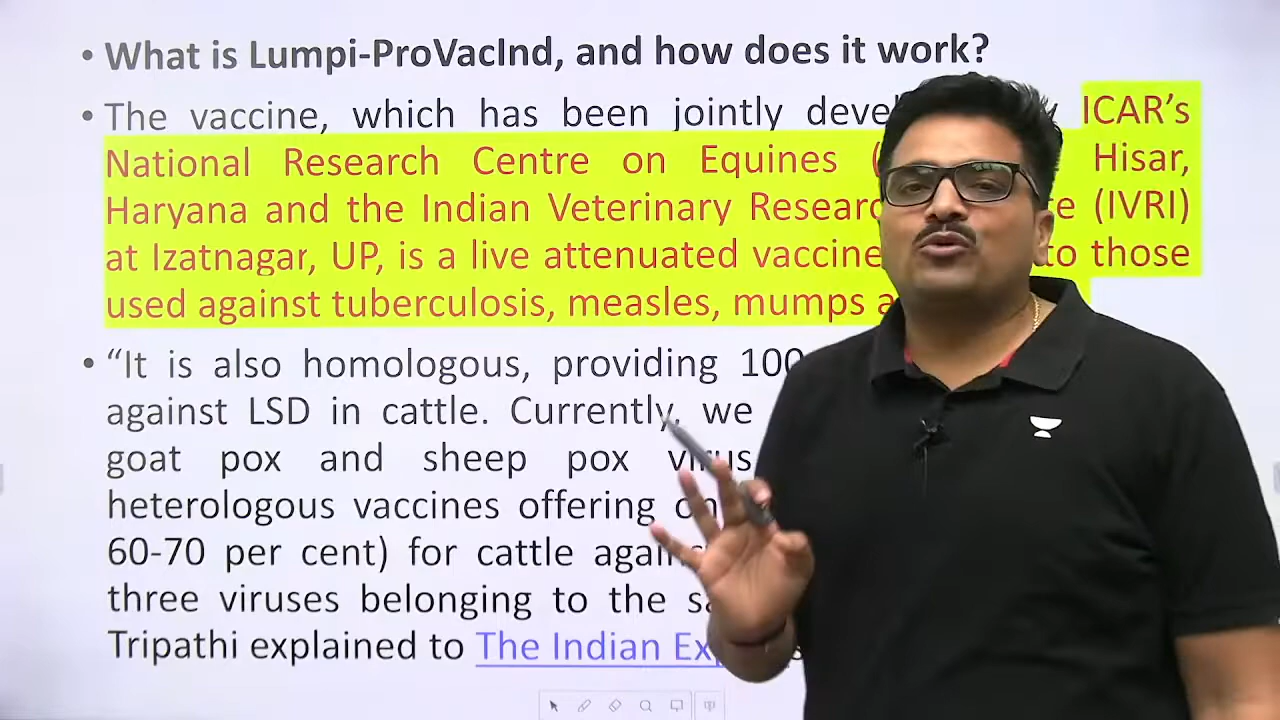 • What is Lumpi-ProVacInd, and how does it work?
• The vaccine, which has been jointly ICAR’s
National Research Centre on Equines ( Hisar,
Haryana and the Indian Veterinary (IVRI)
at Izatnagar, UP, is a live attenuated vaccine to those
used against tuberculosis, measles, mumps
• “It is also homologous, providing 100
against LSD in cattle. Currently, we
goat pox and sheep pox virus
heterologous vaccines offering
60-70 per cent) for cattle
three viruses belonging to the
Tripathi explained to The Indian